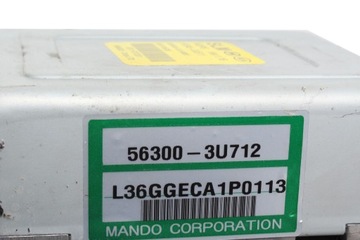 56300-3U712
L36GGECA1P0113
MANDO CORPORATION